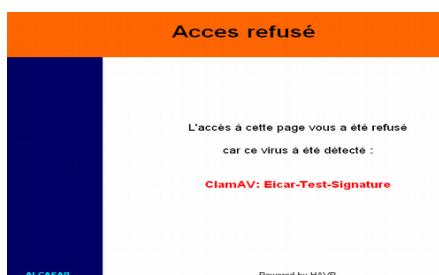 Acces refusé
L'accès à cette page vous a été refusé
car ce virus à été détecté :
ClamAV: Eicar-Test-Signature
ALCASAR
Powered by HAVP